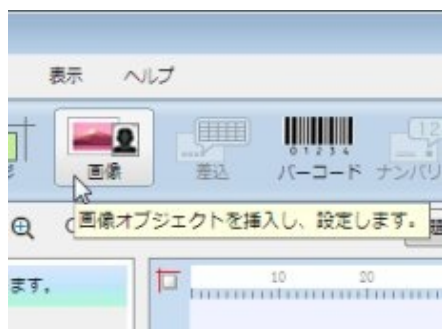 表示 ヘルプ
画像 差込 バーコード ナンバリ
01234
12
画像オブジェクトを挿入し、設定します。
ます。
10 20